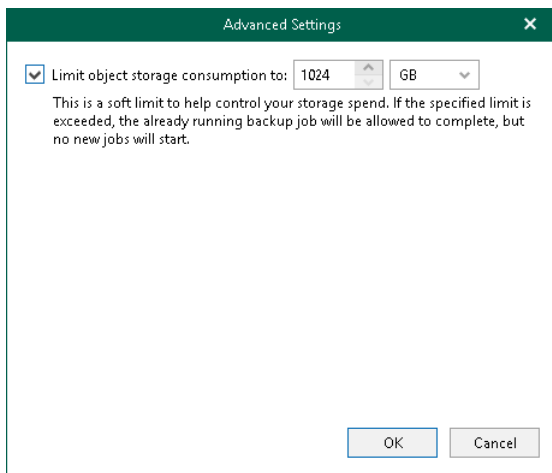 Advanced Settings
Limit object storage consumption to: 1024 GB
This is a soft limit to help control your storage spend. If the specified limit is
exceeded, the already running backup job will be allowed to complete, but
no new jobs will start.
OK Cancel